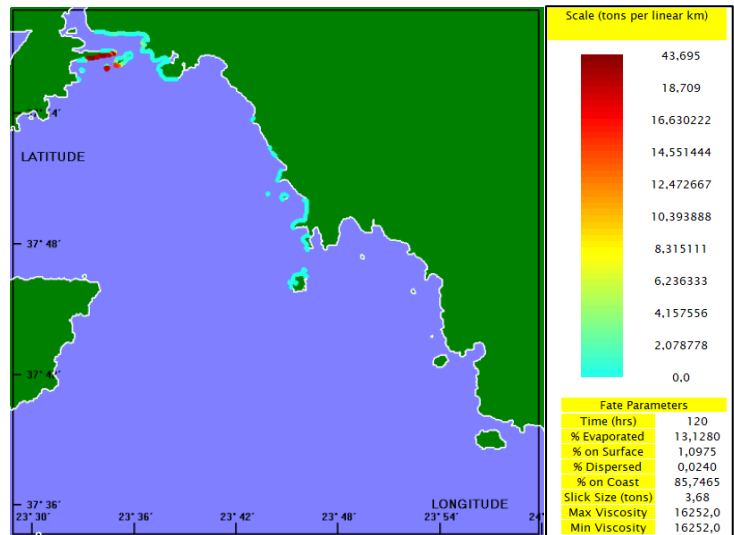 Scale (tons per linear km)
43,695
18,709
16,630222
14,551444
12,472667
10,393888
8,315111
6,236333
4,157556
2,078778
0,0
LATITUDE
37° 48′
37° 36′
LONGITUDE
23° 30′
23° 36′
23° 42′
23° 48′
23° 54′
24°
Fate Parameters
Time (hrs) 120
% Evaporated 13,1280
% on Surface 1,0975
% Dispersed 0,0240
% on Coast 85,7465
Slick Size (tons) 3,68
Max Viscosity 16252,0
Min Viscosity 16252,0